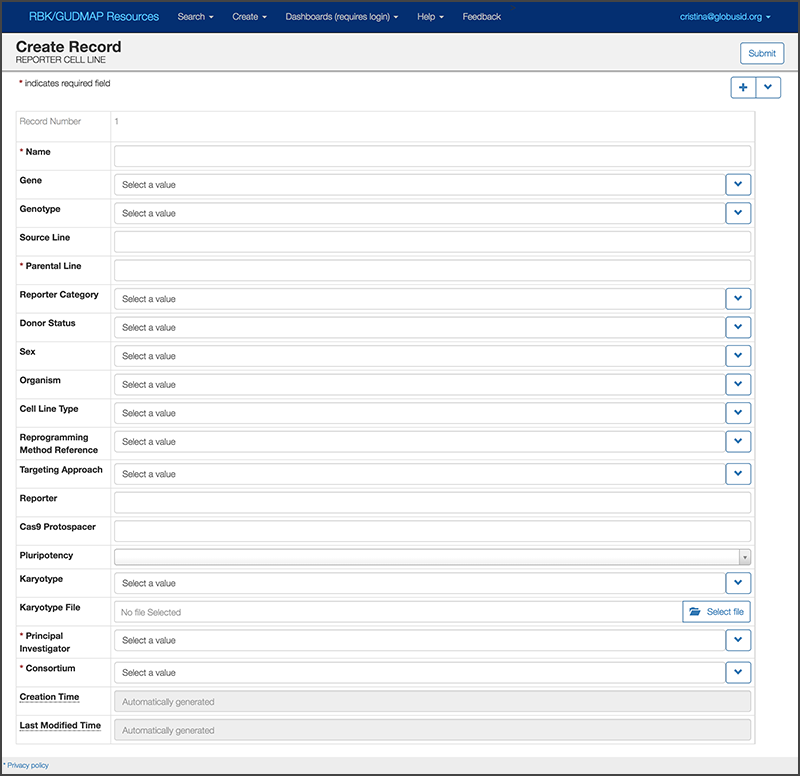 RBK/GUDMAP Resources Search Create Dashboards (requires login) Help Feedback cristina@globusid.org
Create Record
REPORTER CELL LINE
Submit
* indicates required field
Record Number 1
* Name
Gene Select a value
Genotype Select a value
Source Line
* Parental Line
Reporter Category Select a value
Donor Status Select a value
Sex Select a value
Organism Select a value
Cell Line Type Select a value
Reprogramming
Method Reference Select a value
Targeting Approach Select a value
Reporter
Cas9 Protospacer
Pluripotency
Karyotype Select a value
Karyotype File No file Selected Select file
* Principal
Investigator Select a value
* Consortium Select a value
Creation Time Automatically generated
Last Modified Time Automatically generated
* Privacy policy